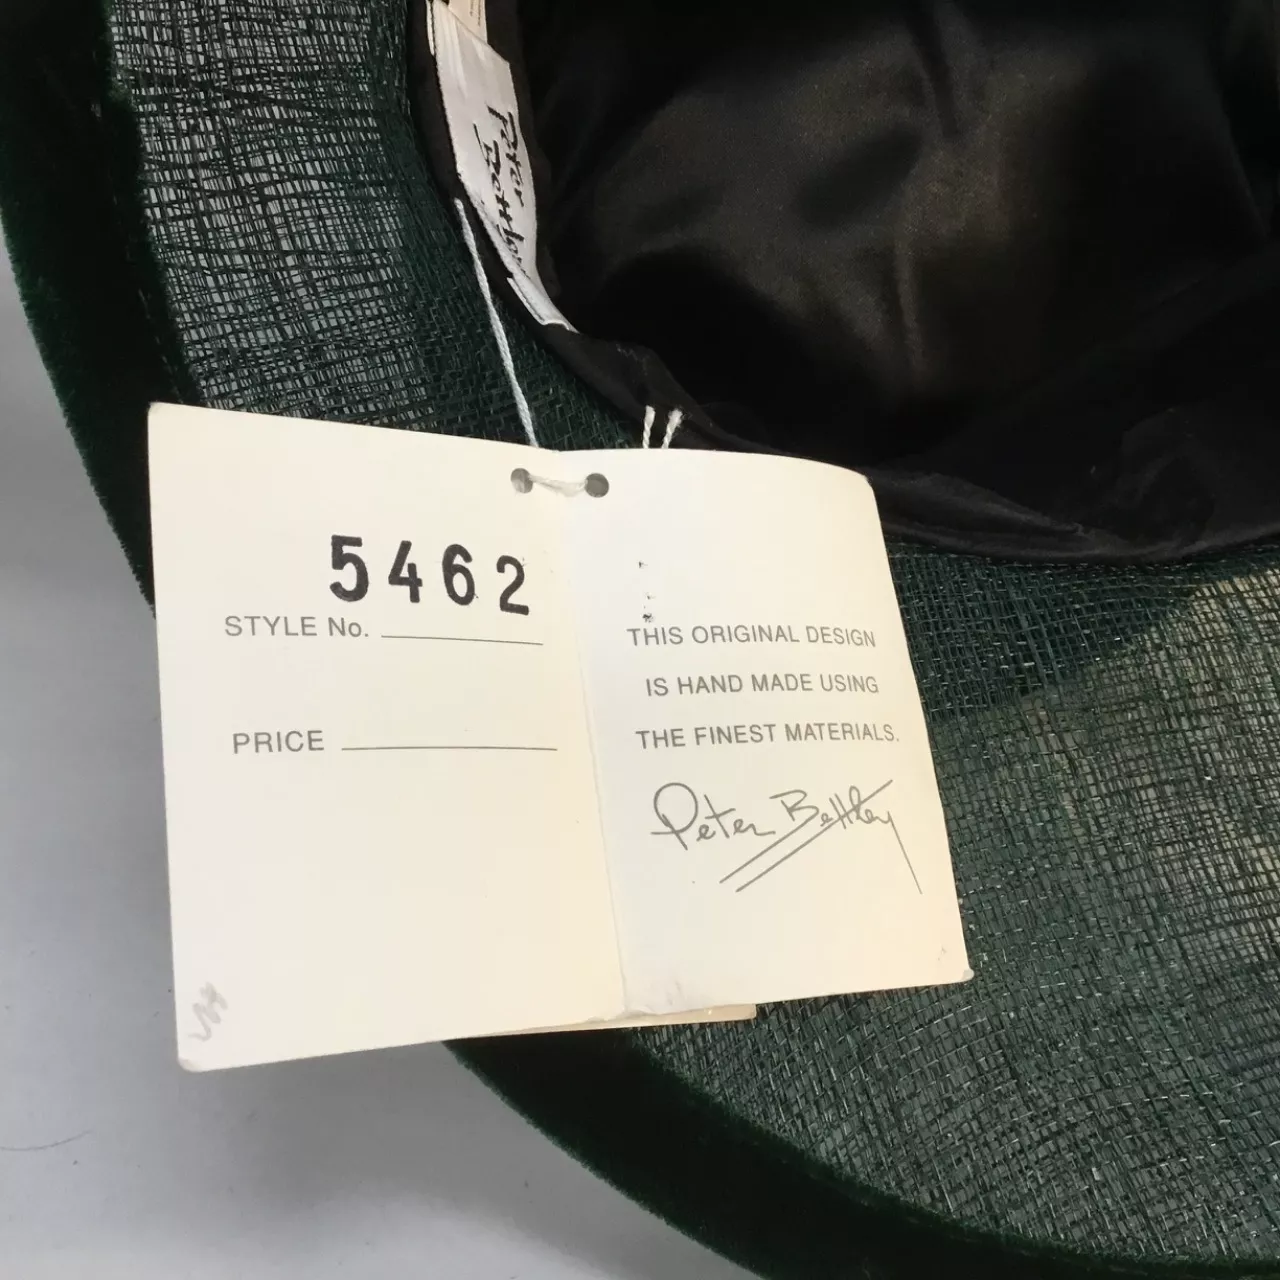 Peter
Bettley
5462
STYLE No.
PRICE
THIS ORIGINAL DESIGN
IS HAND MADE USING
THE FINEST MATERIALS.
Peter Bettley